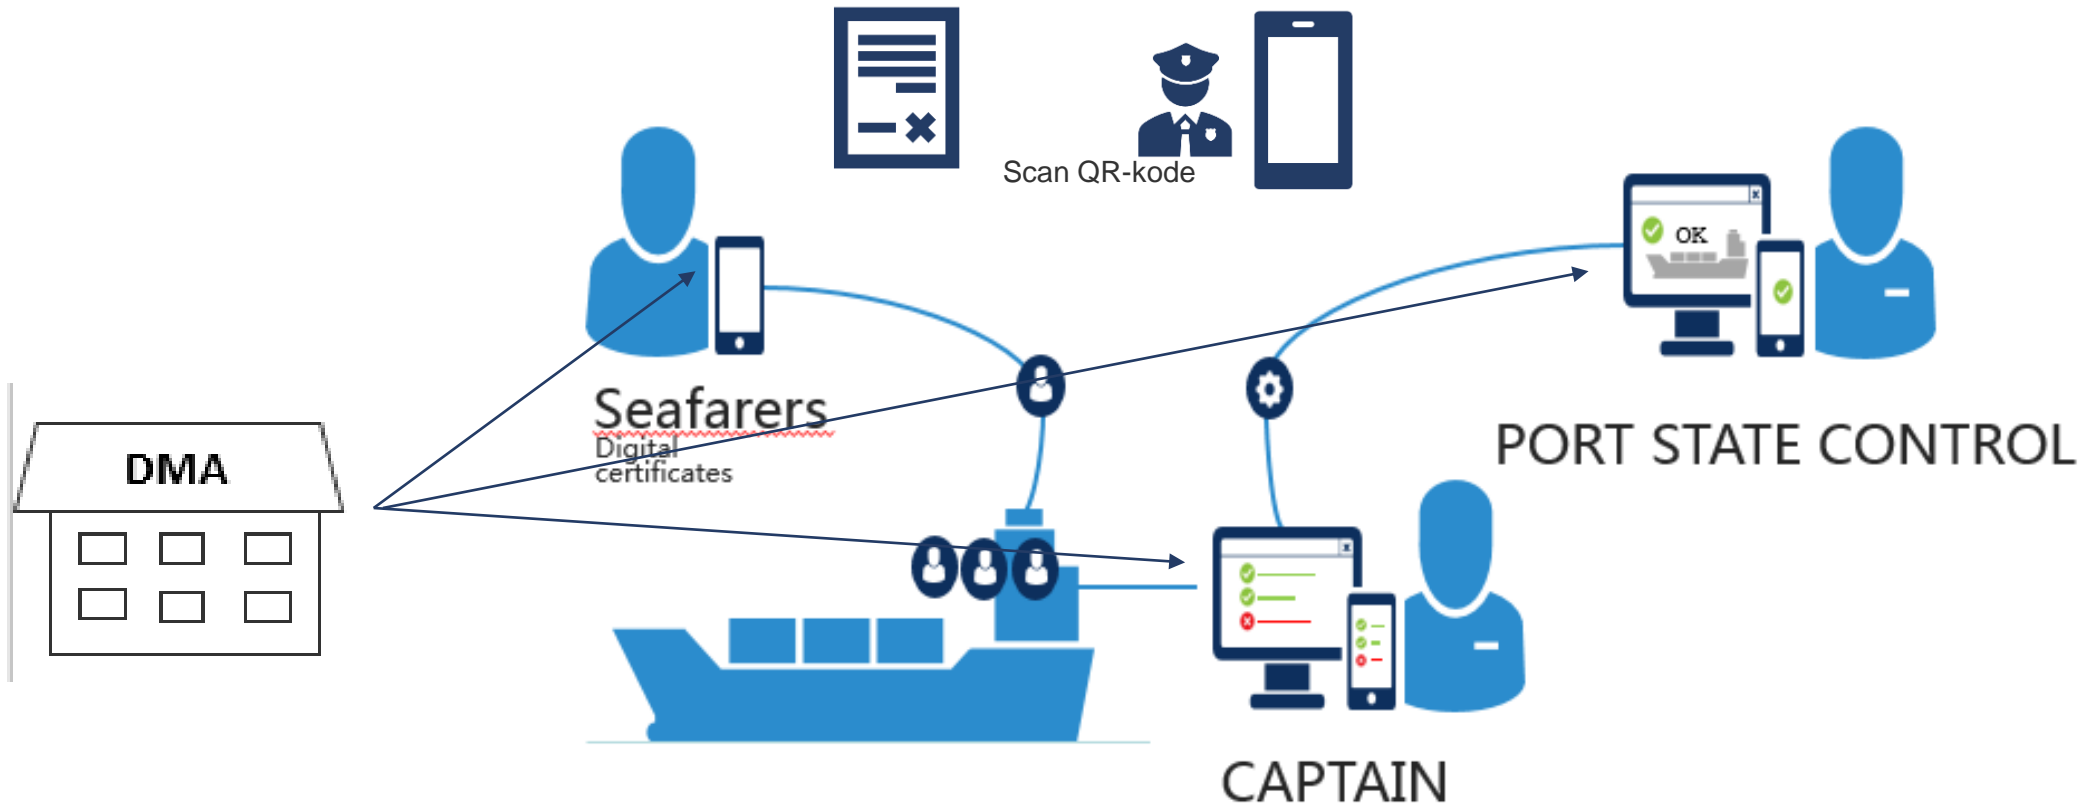 Scan QR-kode
OK
Seafarers
Digital
certificates
PORT STATE CONTROL
DMA
CAPTAIN